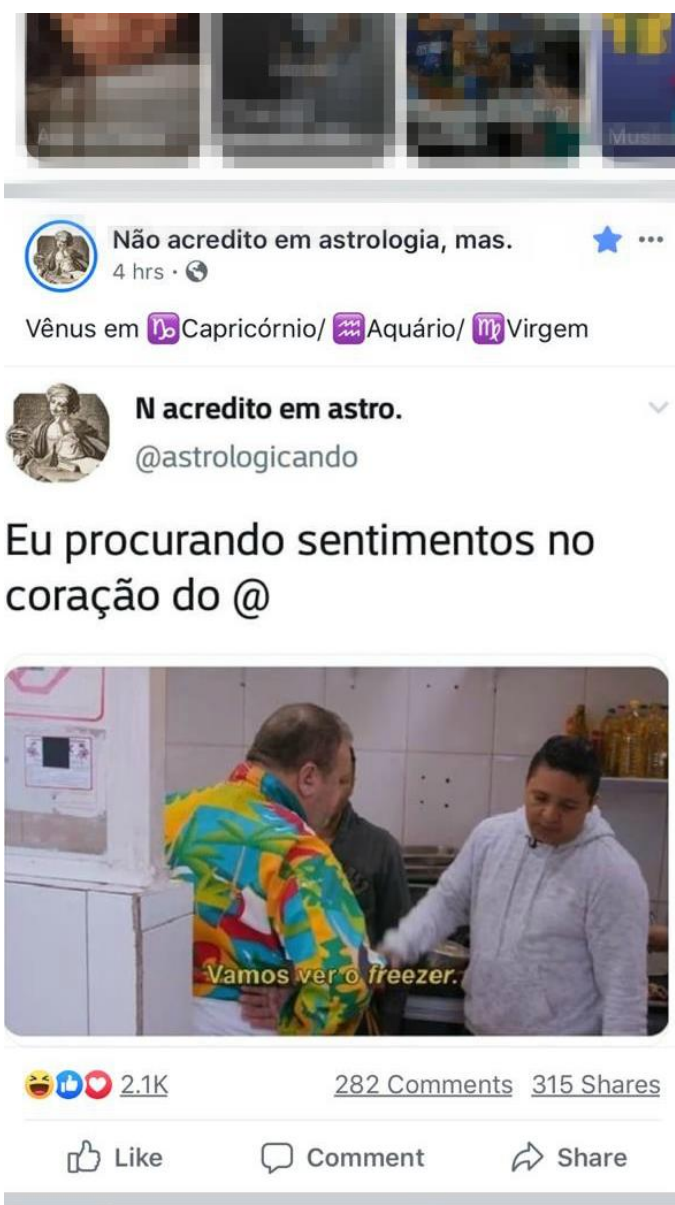 Não acredito em astrologia, mas.
4 hrs ·
Vênus em ♑Capricórnio/ ♒Aquário/ ♍Virgem
N acredito em astro.
@astrologicando
Eu procurando sentimentos no
coração do @
Vamos ver o freezer.
2.1K 282 Comments 315 Shares
Like Comment Share